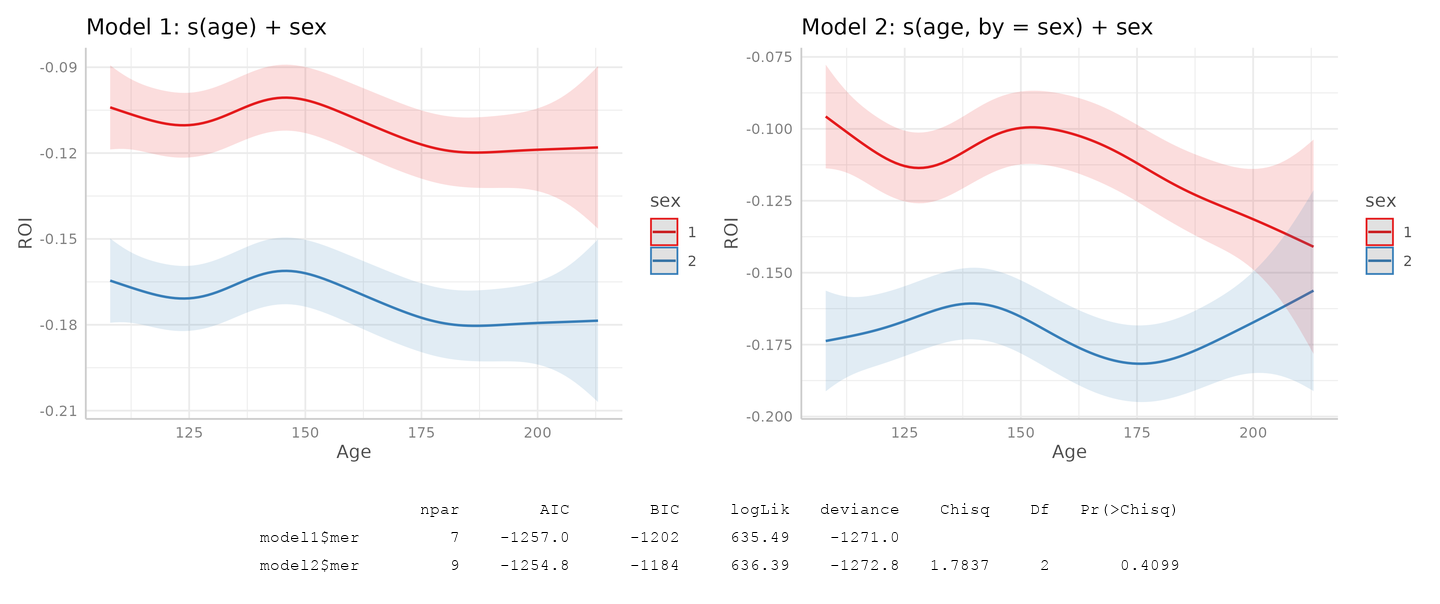 Model 1: s(age) + sex
-0.09
-0.12
-0.15
-0.18
-0.21
ROI
125 150 175 200
Age
sex
1
2
Model 2: s(age, by = sex) + sex
-0.075
-0.100
-0.125
-0.150
-0.175
-0.200
ROI
125 150 175 200
Age
sex
1
2
npar AIC BIC logLik deviance Chisq Df Pr(>Chisq)
model1$mer 7 -1257.0 -1202 635.49 -1271.0
model2$mer 9 -1254.8 -1184 636.39 -1272.8 1.7837 2 0.4099